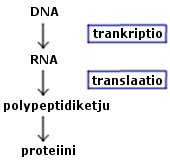 DNA
trankriptio
RNA
translaatio
polypeptidiketju
proteiini